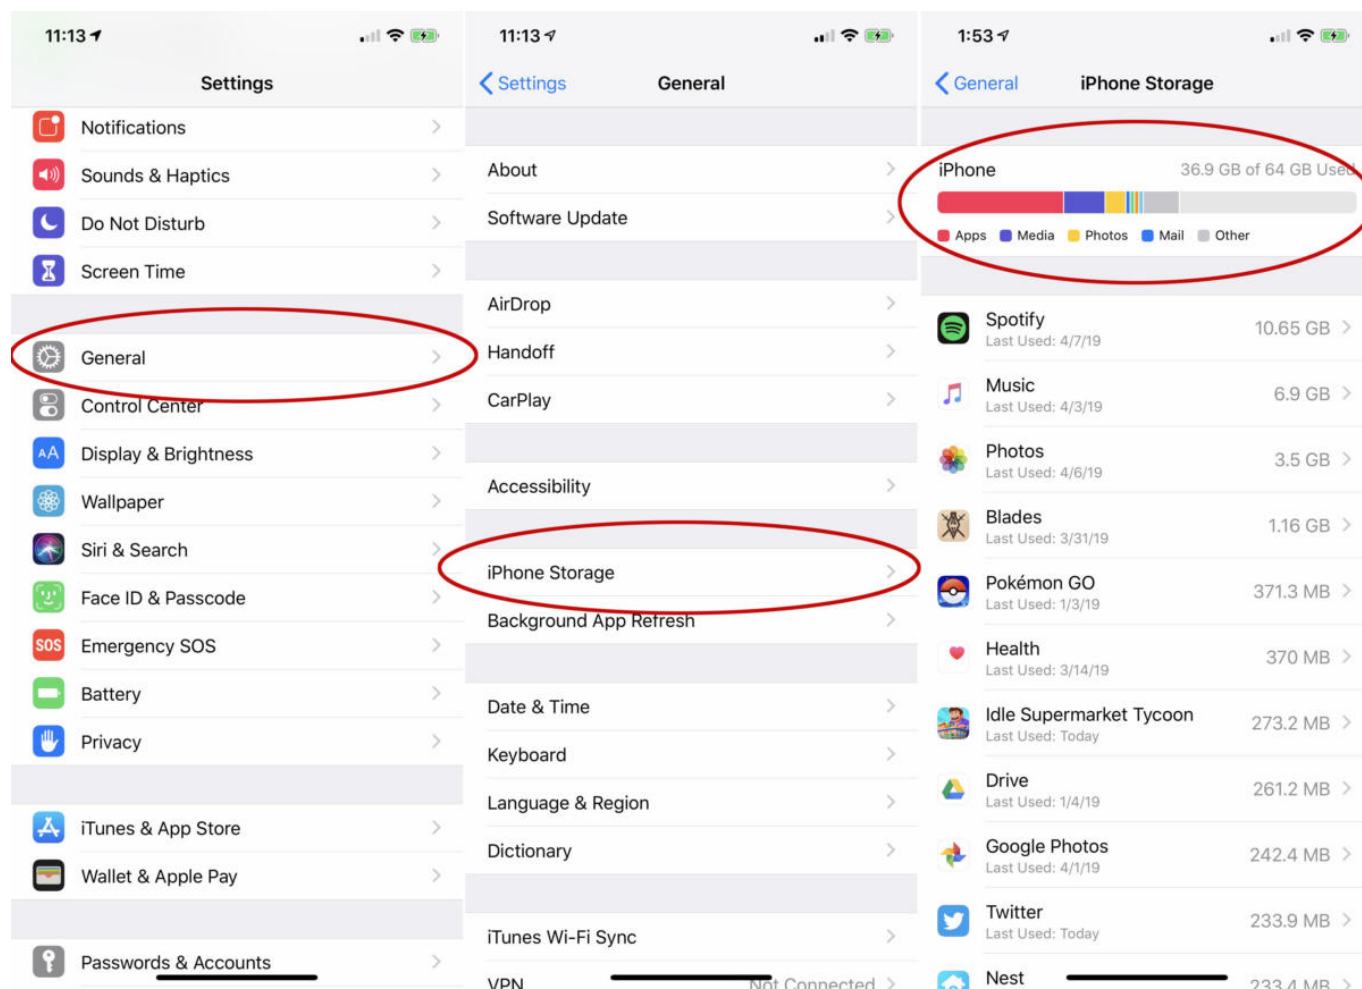 11:13
Settings
Notifications
Sounds & Haptics
Do Not Disturb
Screen Time
General
Control Center
AA
Display & Brightness
Wallpaper
Siri & Search
Face ID & Passcode
SOS
Emergency SOS
Battery
Privacy
iTunes & App Store
Wallet & Apple Pay
Passwords & Accounts
11:13
Settings
General
About
Software Update
AirDrop
Handoff
CarPlay
Accessibility
iPhone Storage
Background App Refresh
Date & Time
Keyboard
Language & Region
Dictionary
iTunes Wi-Fi Sync
VPN Not Connected
1:53
General
iPhone Storage
iPhone 36.9 GB of 64 GB Used
Apps Media Photos Mail Other
Spotify 10.65 GB
Last Used: 4/7/19
Music 6.9 GB
Last Used: 4/3/19
Photos 3.5 GB
Last Used: 4/6/19
Blades 1.16 GB
Last Used: 3/31/19
Pokémon GO 371.3 MB
Last Used: 1/3/19
Health 370 MB
Last Used: 3/14/19
Idle Supermarket Tycoon 273.2 MB
Last Used: Today
Drive 261.2 MB
Last Used: 1/4/19
Google Photos 242.4 MB
Last Used: 4/1/19
Twitter 233.9 MB
Last Used: Today
Nest 233.4 MB